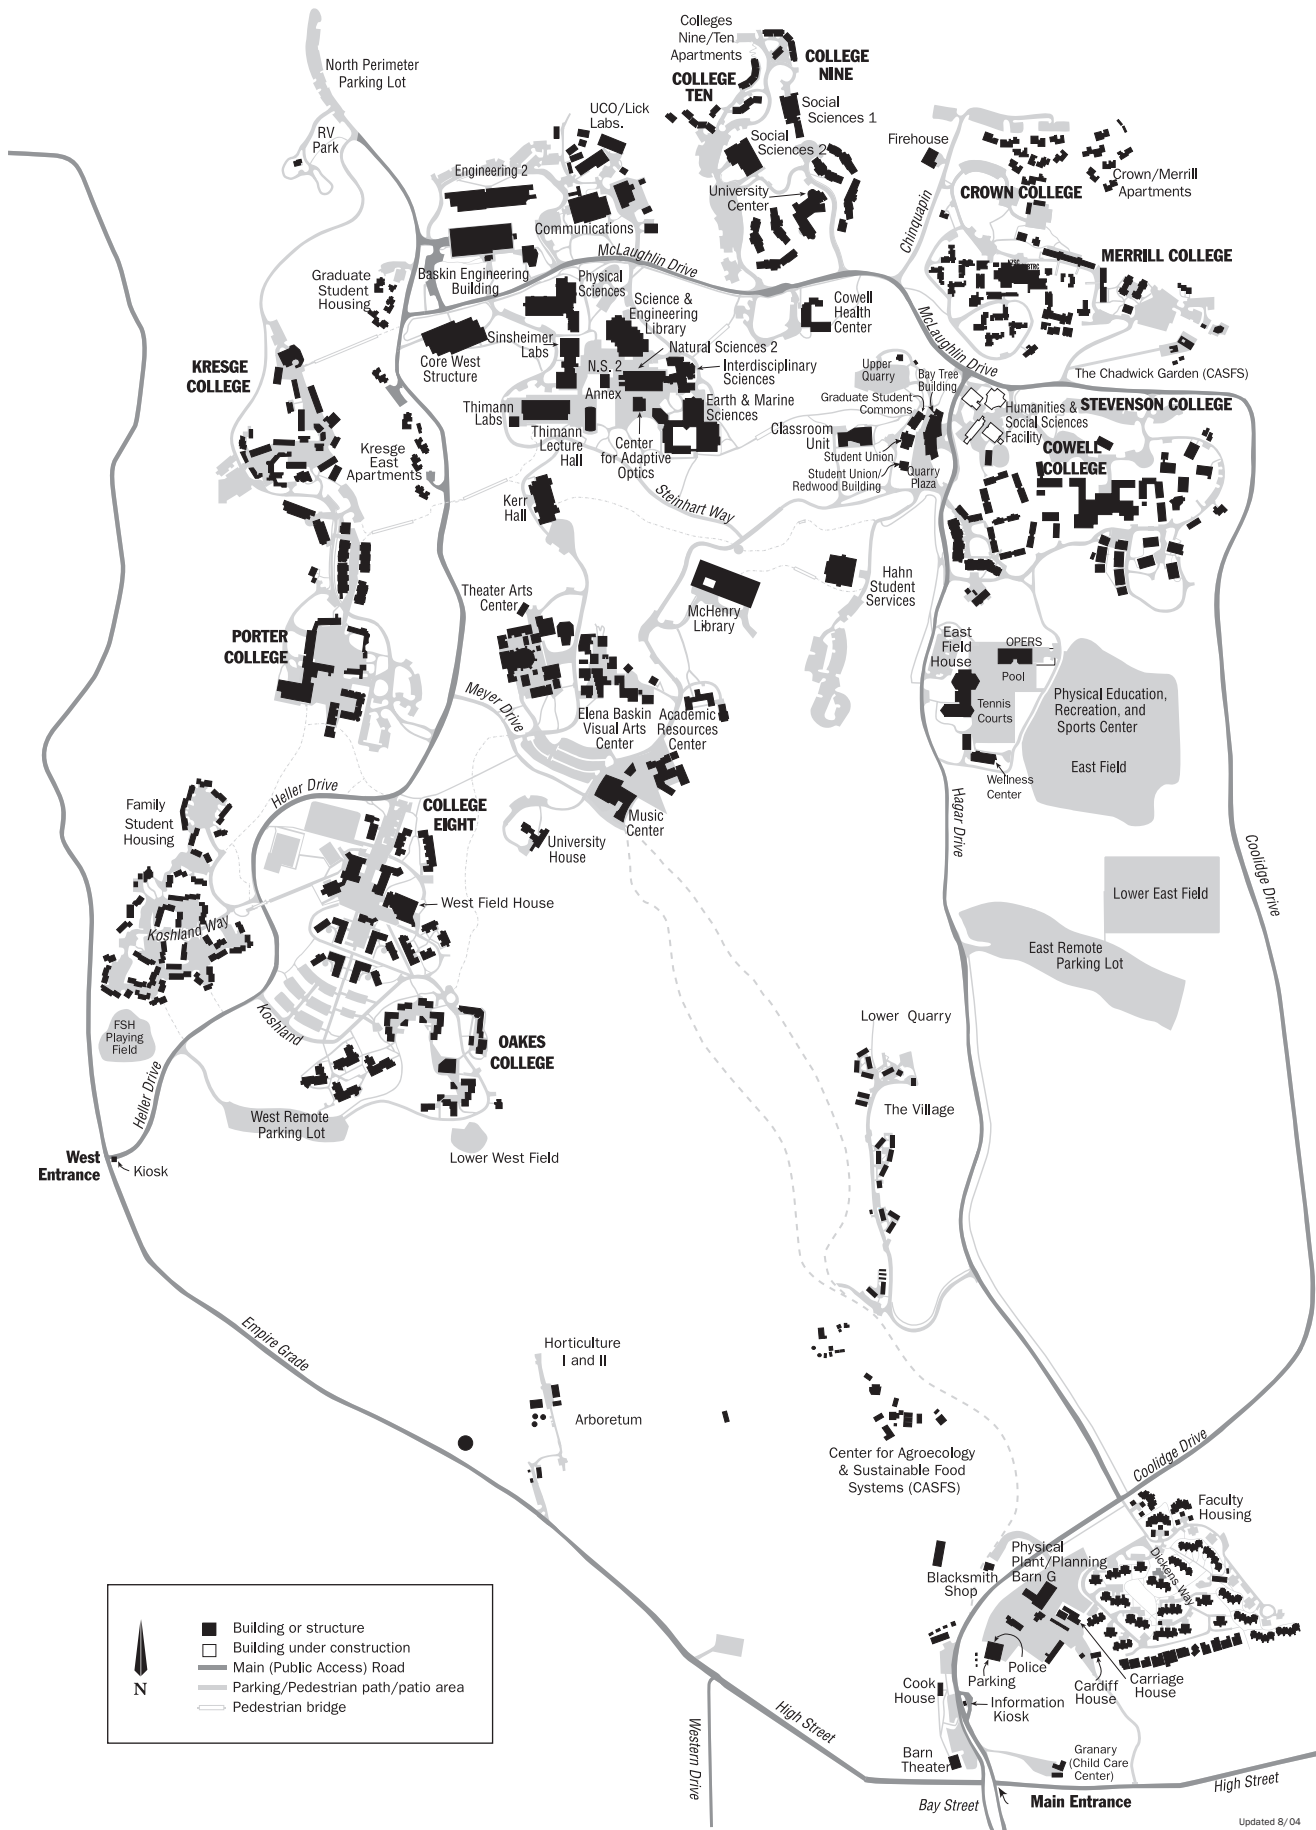 Colleges
Nine/Ten
Apartments
COLLEGE
NINE
COLLEGE
TEN
North Perimeter
Parking Lot
Social
Sciences 1
UCO/Lick
Labs.
RV
Park
Social
Sciences 2
Firehouse
Engineering 2
Crown/Merrill
Apartments
CROWN COLLEGE
University
Center
Chinquapin
Communications
McLaughlin Drive
MERRILL COLLEGE
Graduate
Student
Housing
Baskin Engineering
Building
Physical
Sciences
Science &
Engineering
Library
Cowell
Health
Center
McLaughlin Drive
Sinsheimer
Labs
Core West
Structure
Natural Sciences 2
N.S. 2
Annex
Interdisciplinary
Sciences
KRESGE
COLLEGE
Upper
Quarry
Bay Tree
Building
The Chadwick Garden (CASFS)
Graduate Student
Commons
Thimann
Labs
Earth & Marine
Sciences
Humanities &
Social Sciences
Facility
STEVENSON COLLEGE
Thimann
Lecture
Hall
Center
for Adaptive
Optics
Classroom
Unit
Student Union
COWELL
COLLEGE
Kresge
East
Apartments
Student Union/
Redwood Building
Quarry
Plaza
Steinhart Way
Kerr
Hall
Hahn
Student
Services
Theater Arts
Center
McHenry
Library
PORTER
COLLEGE
East
Field
House
OPERS
Pool
Meyer Drive
Physical Education,
Recreation, and
Sports Center
Tennis
Courts
Elena Baskin
Visual Arts
Center
Academic
Resources
Center
East Field
Wellness
Center
Heller Drive
Family
Student
Housing
COLLEGE
EIGHT
Music
Center
Hagar Drive
University
House
Coolidge Drive
West Field House
Lower East Field
Koshland Way
East Remote
Parking Lot
Koshland
FSH
Playing
Field
Lower Quarry
OAKES
COLLEGE
Heller Drive
The Village
West Remote
Parking Lot
West
Entrance
Kiosk
Lower West Field
Empire Grade
Horticulture
I and II
Arboretum
Center for Agroecology
& Sustainable Food
Systems (CASFS)
Coolidge Drive
Faculty
Housing
Physical
Plant/Planning
Barn G
Dickens Way
Blacksmith
Shop
Building or structure
Building under construction
Main (Public Access) Road
Parking/Pedestrian path/patio area
Pedestrian bridge
N
Police
Parking
Cardiff
House
Carriage
House
Cook
House
Information
Kiosk
High Street
Western Drive
Barn
Theater
Granary
(Child Care
Center)
High Street
Bay Street
Main Entrance
Updated 8/04